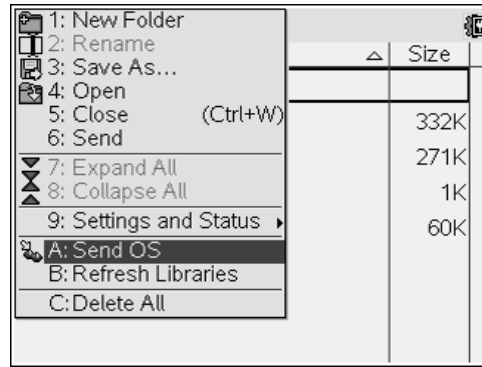 1: New Folder
2: Rename
3: Save As...
4: Open
5: Close (Ctrl+W)
6: Send
7: Expand All
8: Collapse All
9: Settings and Status
A: Send OS
B: Refresh Libraries
C: Delete All
Size
332K
271K
1K
60K